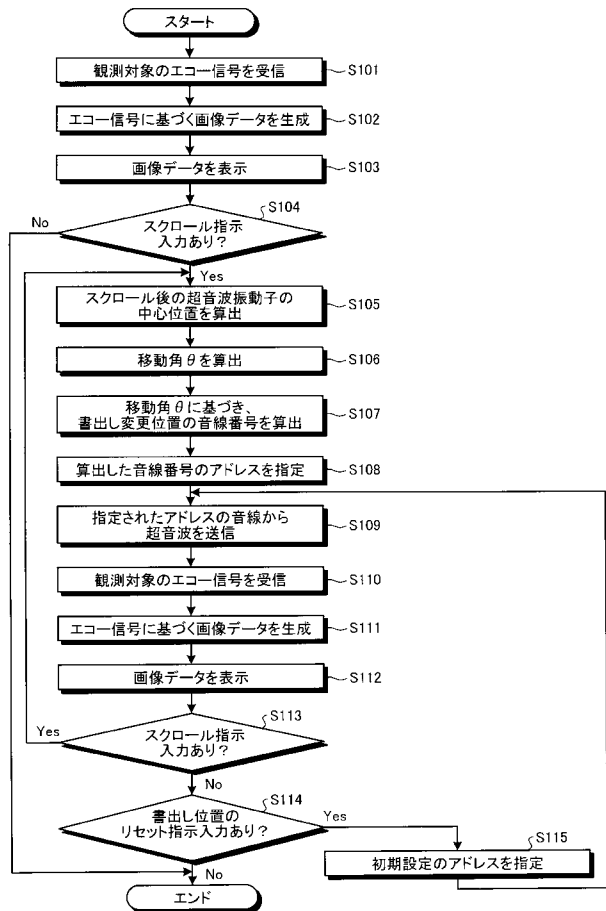 スタート
観測対象のエコー信号を受信
S101
エコー信号に基づく画像データを生成
S102
画像データを表示
S103
S104
No
スクロール指示
入力あり?
Yes
スクロール後の超音波振動子の
中心位置を算出
S105
移動角θを算出
S106
移動角θに基づき、
書出し変更位置の音線番号を算出
S107
算出した音線番号のアドレスを指定
S108
指定されたアドレスの音線から
超音波を送信
S109
観測対象のエコー信号を受信
S110
エコー信号に基づく画像データを生成
S111
画像データを表示
S112
S113
Yes
スクロール指示
入力あり?
No
S114
書出し位置の
リセット指示入力あり?
Yes
S115
初期設定のアドレスを指定
No
エンド